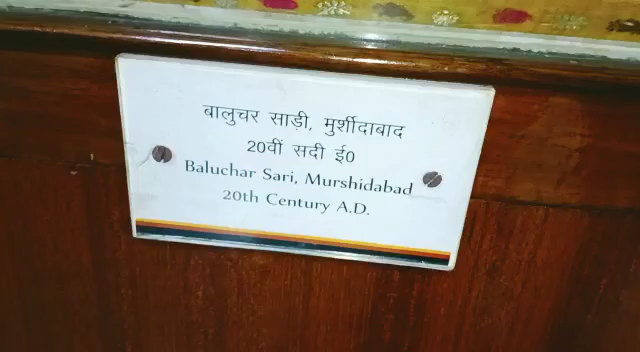 बालुचर साड़ी, मुर्शीदाबाद
20वीं सदी ई0
Baluchar Sari, Murshidabad
20th Century A.D.